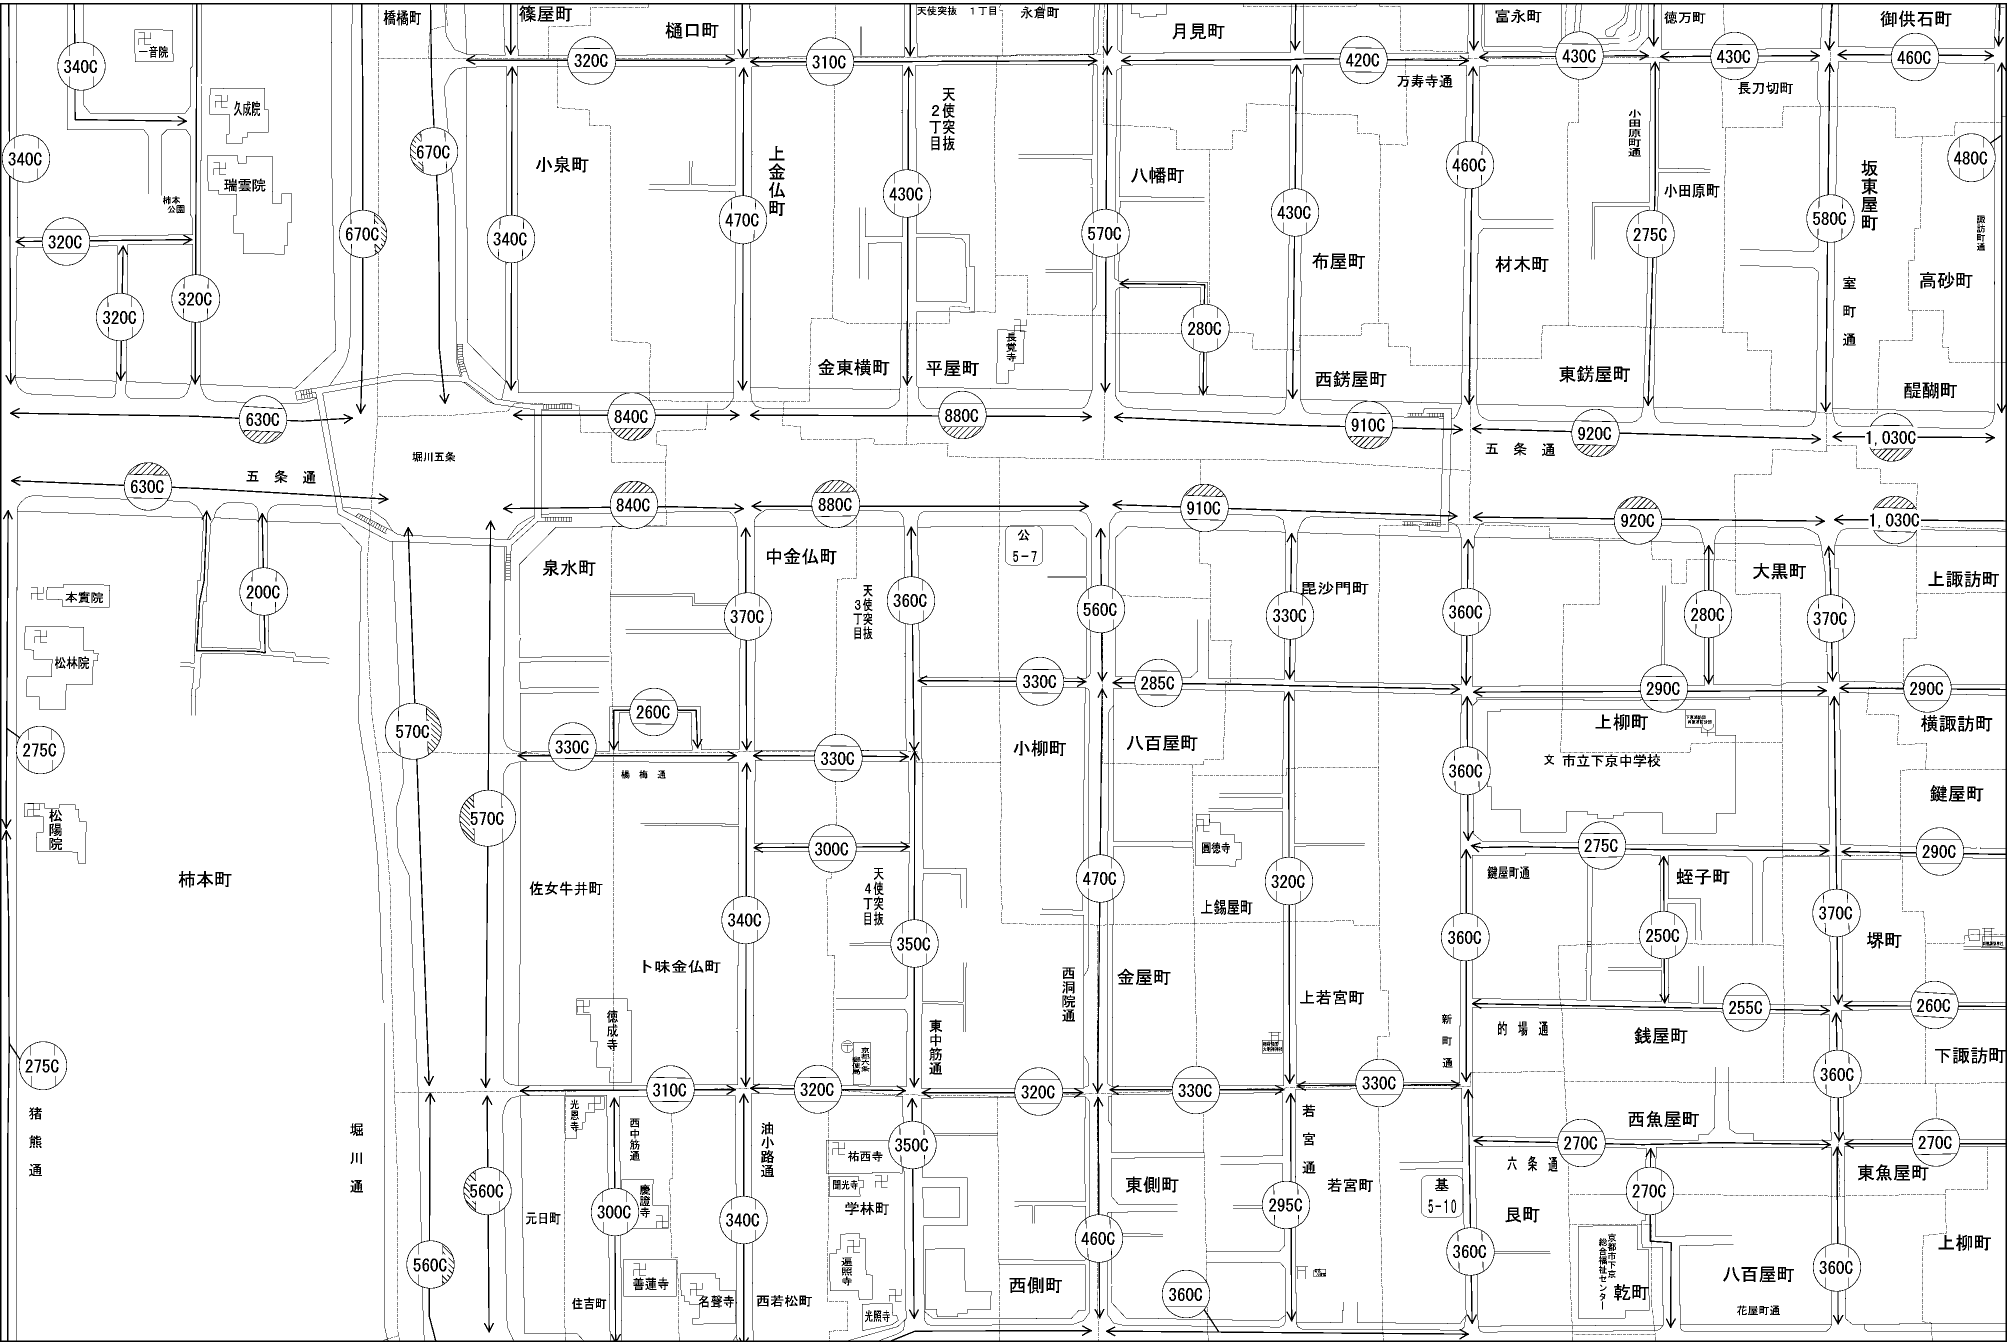 橋橘町
篠屋町
樋口町
天使突抜 1丁目
永倉町
月見町
富永町
徳万町
御供石町
一音院
340C
320C
310C
420C
万寿寺通
430C
430C
460C
長刀切町
久成院
天使突抜
2丁目
小田原町通
340C
670C
小泉町
上金仏町
八幡町
460C
480C
坂東屋町
瑞雲院
柿本
公園
小田原町
430C
430C
470C
580C
諏訪町通
320C
670C
340C
570C
275C
布屋町
材木町
高砂町
室町通
320C
320C
280C
長覚寺
金東横町
平屋町
西錺屋町
東錺屋町
醍醐町
630C
840C
880C
910C
920C
1,030C
五条通
堀川五条
五条通
630C
840C
880C
910C
920C
1,030C
公
5-7
泉水町
中金仏町
大黒町
上諏訪町
本實院
200C
天使突抜
3丁目
毘沙門町
370C
360C
560C
330C
360C
280C
370C
松林院
330C
285C
290C
290C
260C
570C
上柳町
横諏訪町
275C
330C
330C
小柳町
八百屋町
文 市立下京中学校
360C
橘梅通
鍵屋町
570C
松陽院
圓徳寺
300C
275C
290C
柿本町
佐女牛井町
天使突抜
4丁目
470C
320C
鍵屋町通
蛭子町
340C
上錫屋町
370C
350C
360C
250C
堺町
卜味金仏町
西洞院通
金屋町
上若宮町
徳成寺
東中筋通
新町通
的場通
255C
260C
銭屋町
下諏訪町
京都六条
郵便局
275C
310C
320C
320C
330C
330C
360C
猪熊通
堀川通
光恩寺
西中筋通
油小路通
若宮通
西魚屋町
350C
270C
270C
祐西寺
六条通
東魚屋町
560C
聞光寺
東側町
若宮町
墓
5-10
270C
元日町
慶證寺
300C
340C
学林町
295C
艮町
460C
560C
遍照寺
360C
京都市下京
総合福祉センター
上柳町
善蓮寺
西側町
360C
乾町
八百屋町
360C
住吉町
名聲寺
西若松町
光照寺
花屋町通